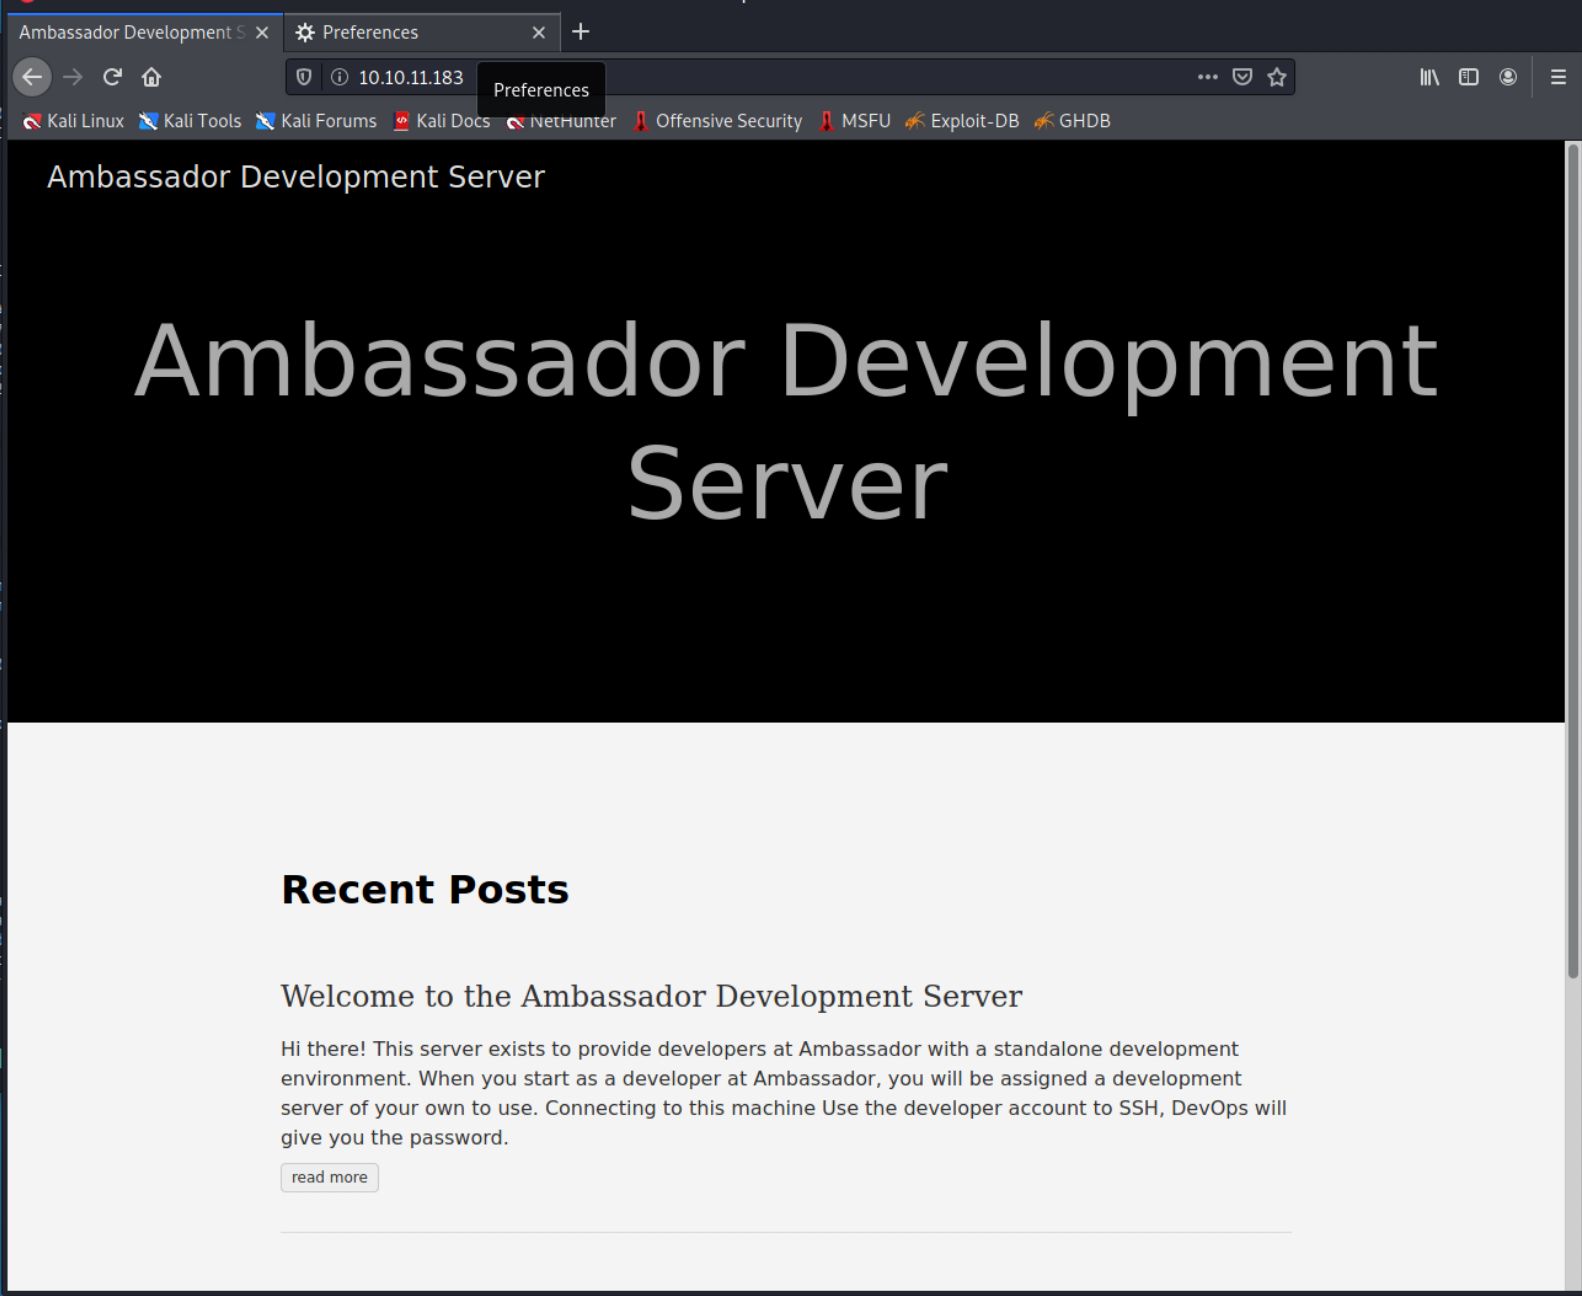 Ambassador Development S
Preferences
10.10.11.183
Preferences
Kali Linux Kali Tools Kali Forums Kali Docs NetHunter Offensive Security MSFU Exploit-DB GHDB
Ambassador Development Server
Ambassador Development
Server
Recent Posts
Welcome to the Ambassador Development Server
Hi there! This server exists to provide developers at Ambassador with a standalone development
environment. When you start as a developer at Ambassador, you will be assigned a development
server of your own to use. Connecting to this machine Use the developer account to SSH, DevOps will
give you the password.
read more